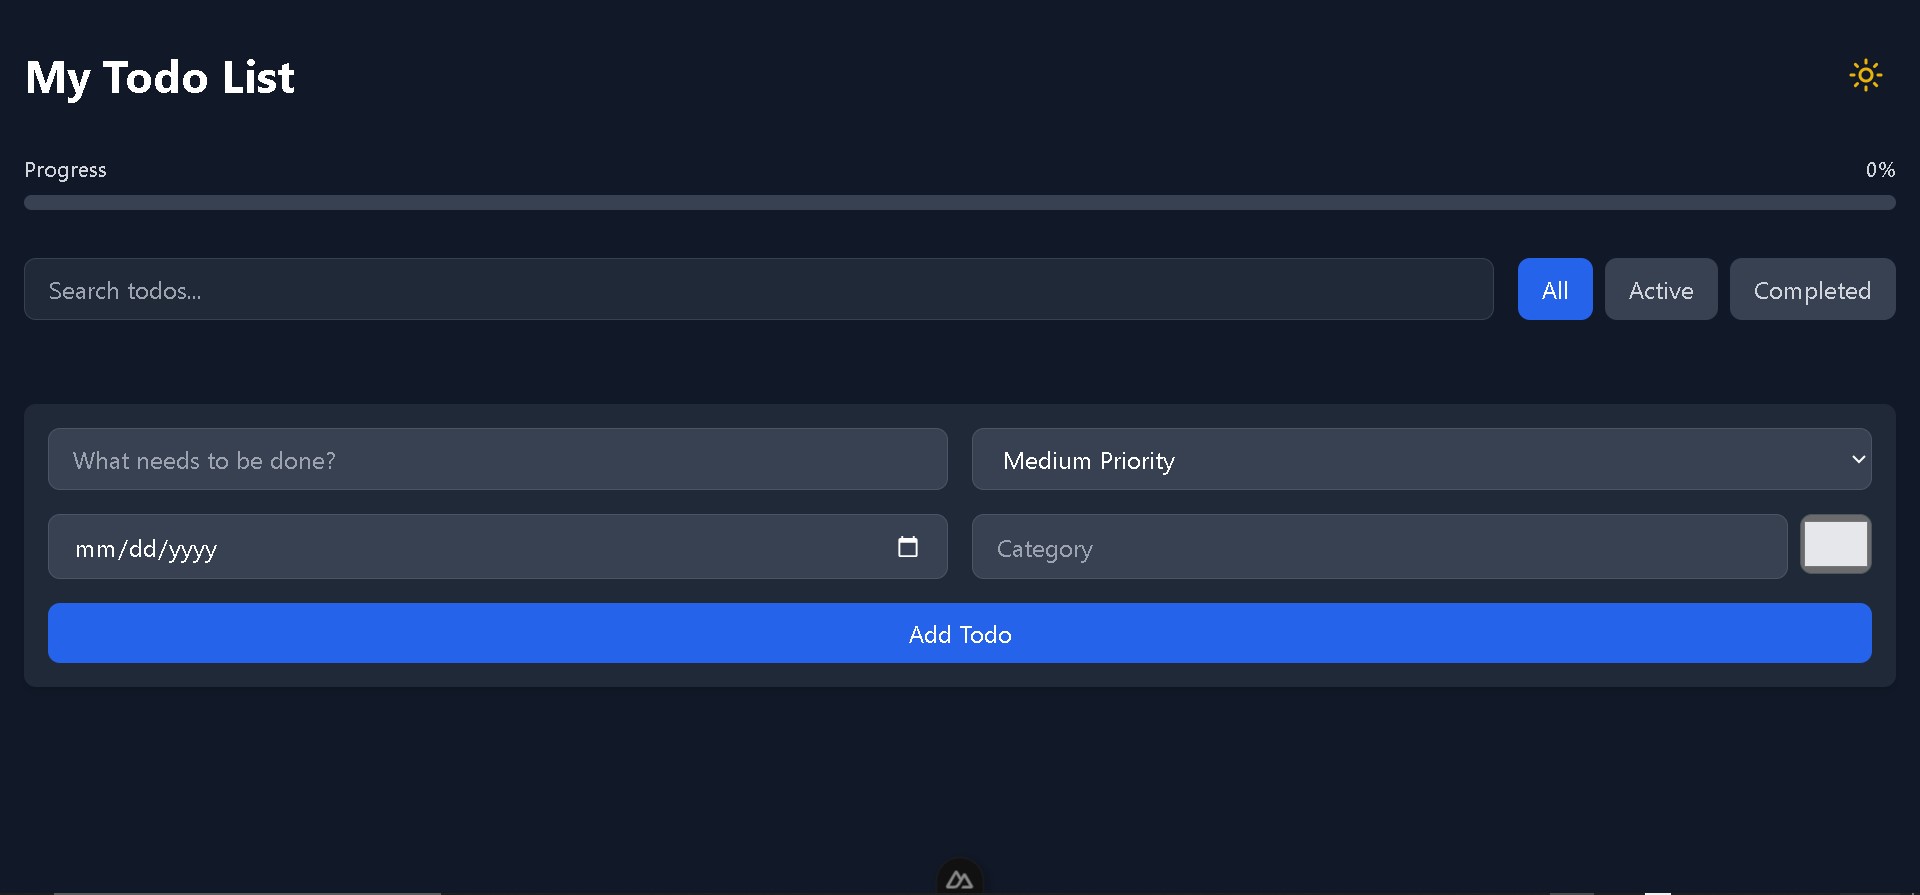 My Todo List
Progress 0%
Search todos... All Active Completed
What needs to be done? Medium Priority
mm/dd/yyyy Category
Add Todo